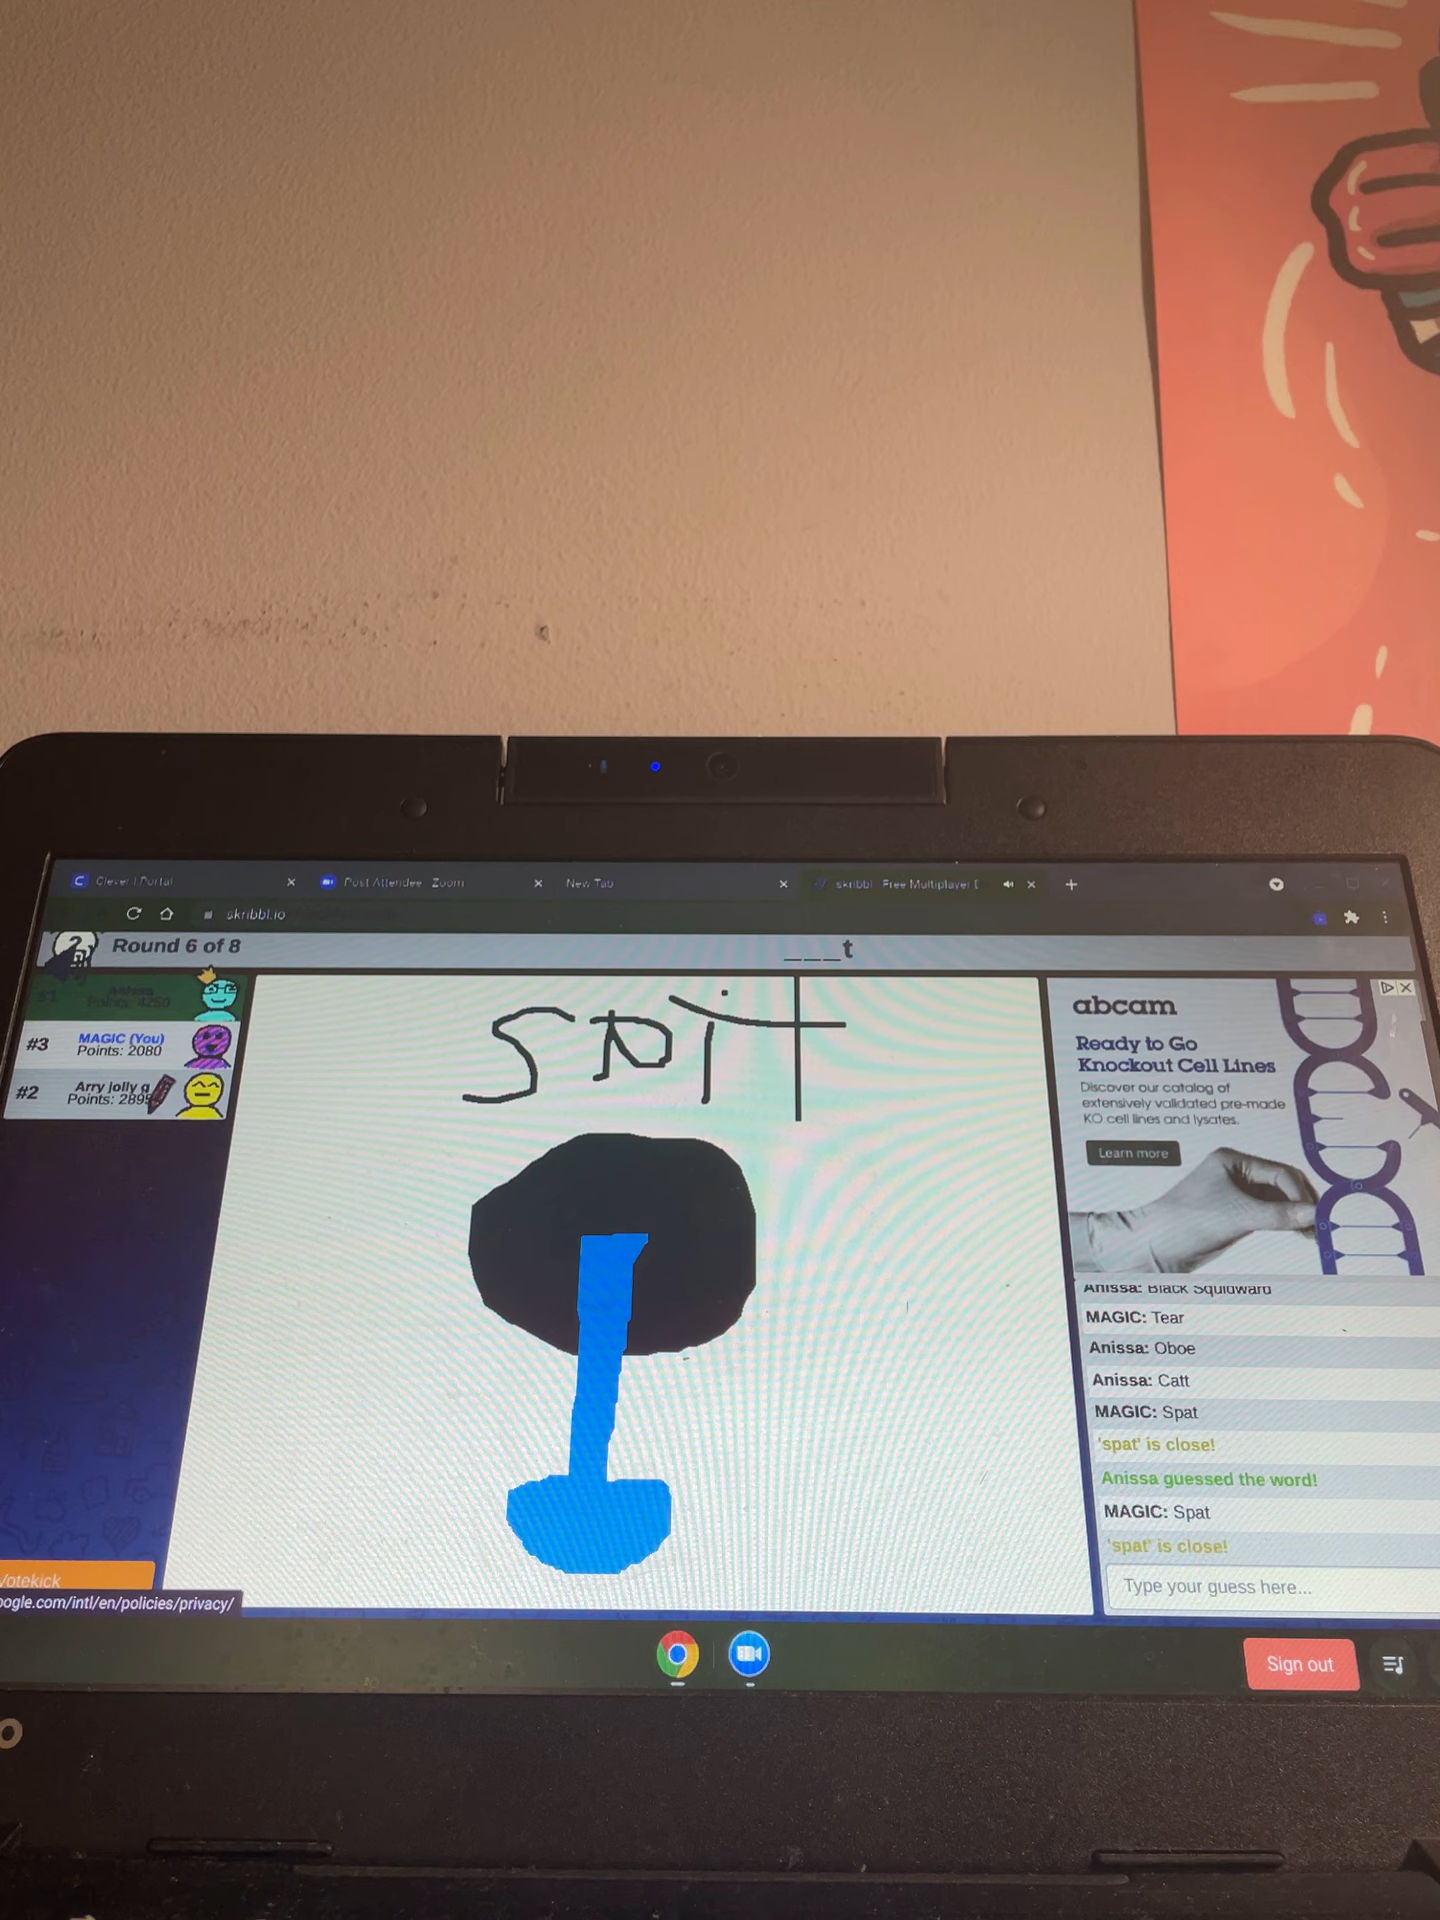 Clever | Portal
Post Attendee Zoom
New Tab
skribbl Free Multiplayer D
skribbl.io
Round 6 of 8
___t
Points: 4250
#3 MAGIC (You)
Points: 2080
#2 Arry jolly g
Points: 2895
SPiT
abcam
Ready to Go
Knockout Cell Lines
Discover our catalog of
extensively validated pre-made
KO cell lines and lysates.
Learn more
Anissa: Black Squidward
MAGIC: Tear
Anissa: Oboe
Anissa: Catt
MAGIC: Spat
'spat' is close!
Anissa guessed the word!
MAGIC: Spat
'spat' is close!
Type your guess here...
Votekick
oogle.com/intl/en/policies/privacy/
Sign out